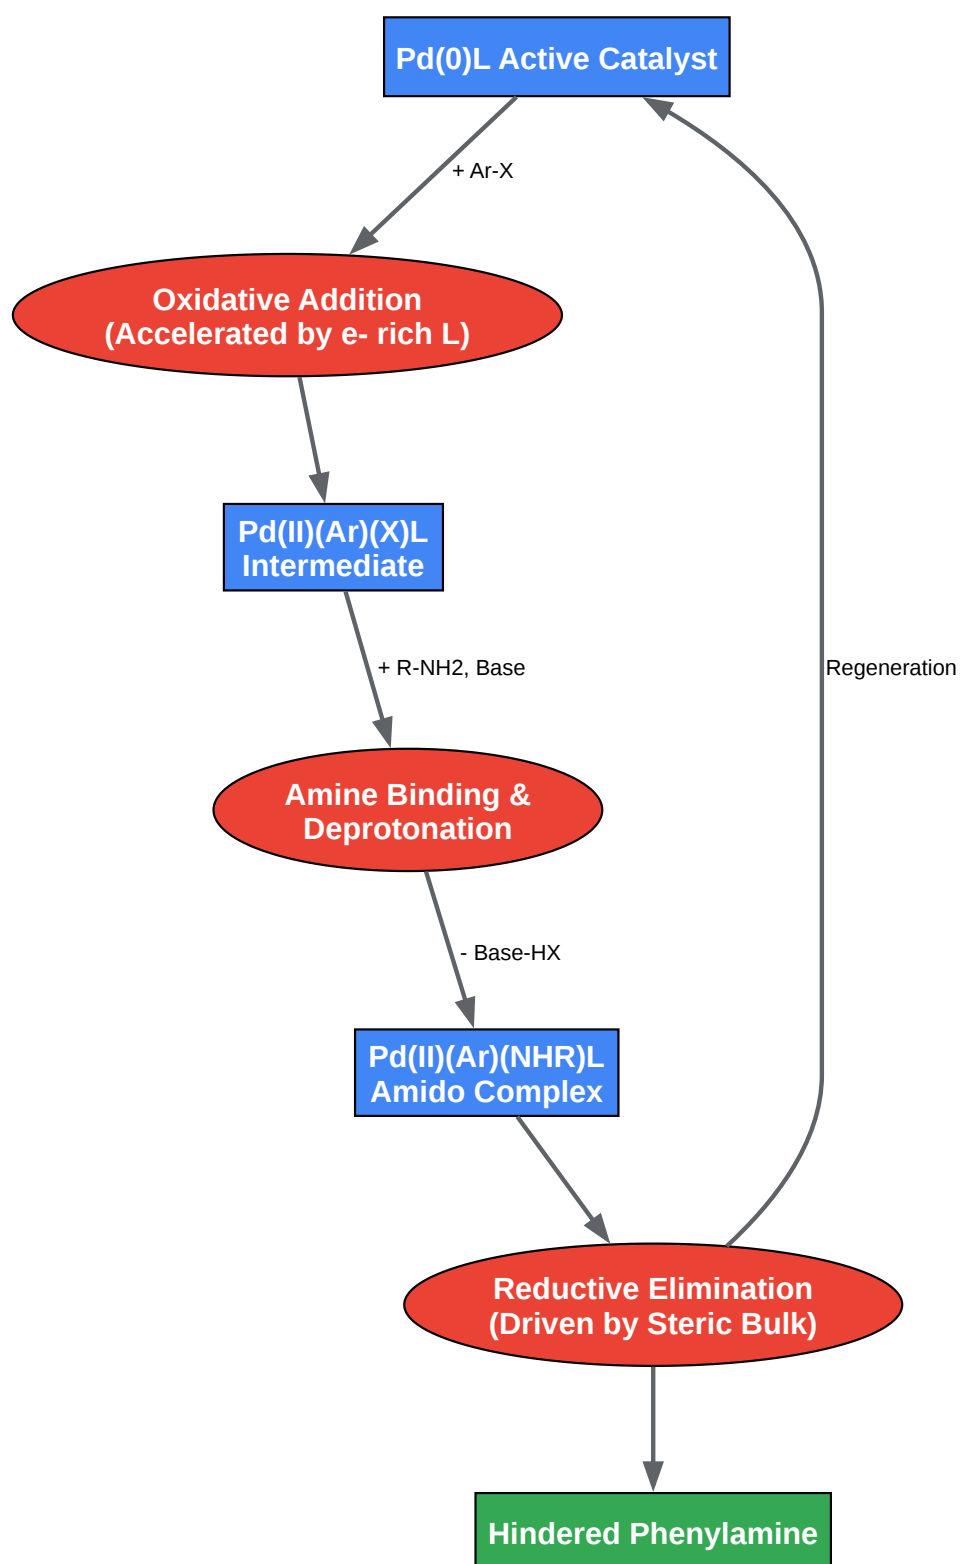 Pd(0)L Active Catalyst
+ Ar-X
Oxidative Addition
(Accelerated by e- rich L)
Pd(II)(Ar)(X)L
Intermediate
+ R-NH2, Base
Regeneration
Amine Binding &
Deprotonation
- Base-HX
Pd(II)(Ar)(NHR)L
Amido Complex
Reductive Elimination
(Driven by Steric Bulk)
Hindered Phenylamine